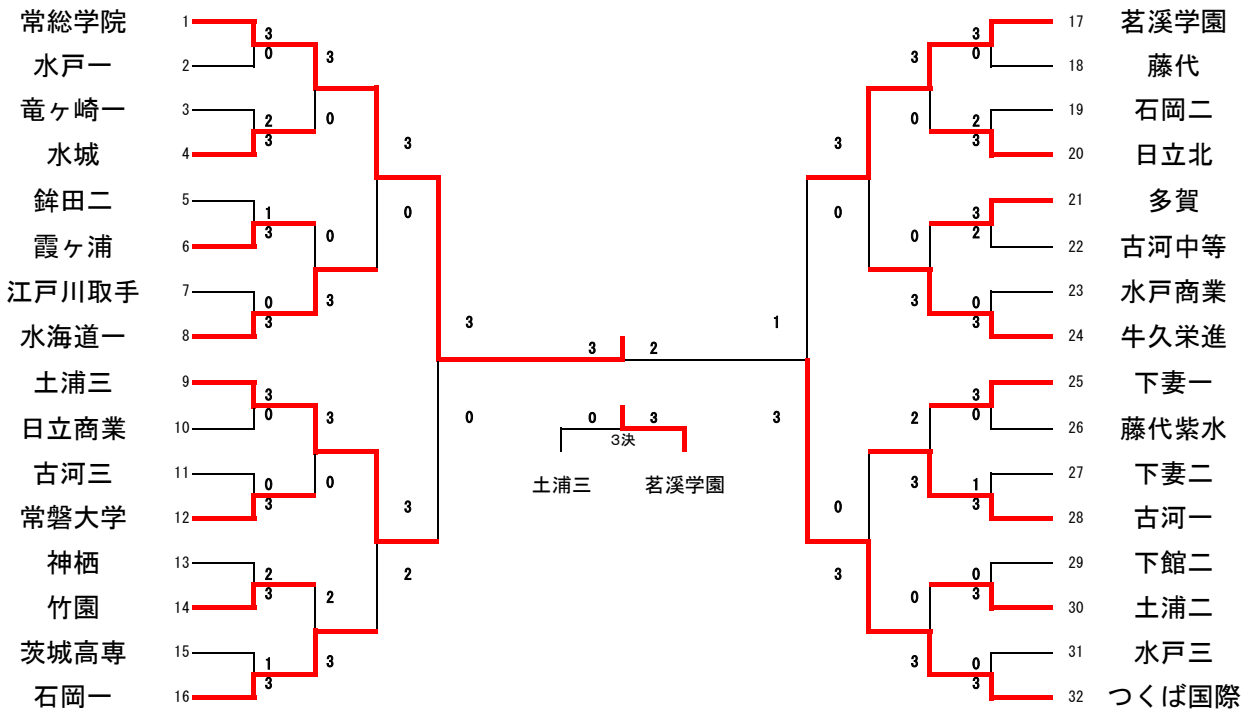 常総学院 1 3 17 茗溪学園
3 0 3 3 0
水戸一 2 18 藤代
竜ヶ崎一 3 2 0 0 2 19 石岡二
3 3 3 3
水城 4 20 日立北
鉾田二 5 1 0 0 3 21 多賀
3 0 0 2
霞ヶ浦 6 22 古河中等
江戸川取手 7 0 3 3 0 23 水戸商業
3 3
水海道一 8 3 3 2 1 24 牛久栄進
土浦三 9 3 3 2 3 25 下妻一
0 0 0 3 3 0
日立商業 10 3決 26 藤代紫水
古河三 11 0 0 土浦三 茗溪学園 3 1 27 下妻二
3 3 0 3
常磐大学 12 28 古河一
神栖 13 2 2 3 0 29 下館二
3 2 0 3
竹園 14 30 土浦二
茨城高専 15 1 3 3 0 31 水戸三
3 3
石岡一 16 32 つくば国際